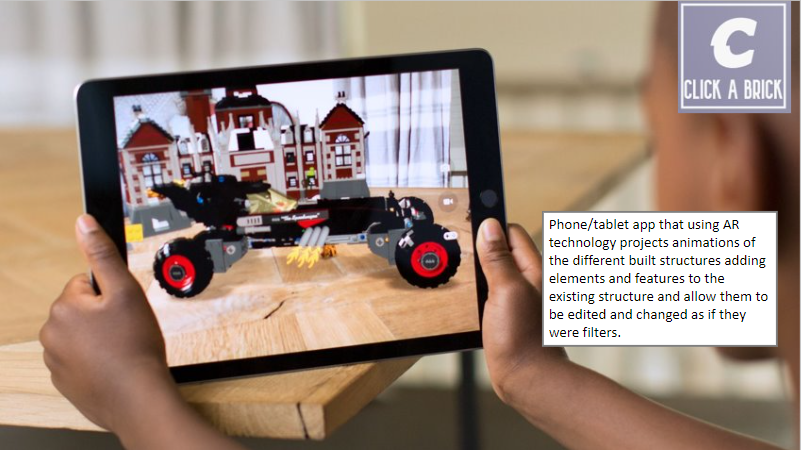 C
CLICK A BRICK
Phone/tablet app that using AR
technology projects animations of
the different built structures adding
elements and features to the
existing structure and allow them to
be edited and changed as if they
were filters.